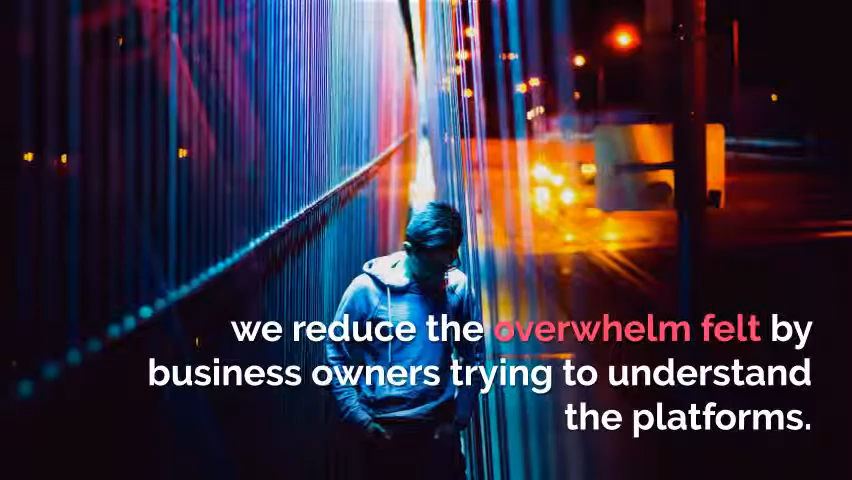 we reduce the overwhelm felt by
business owners trying to understand
the platforms.